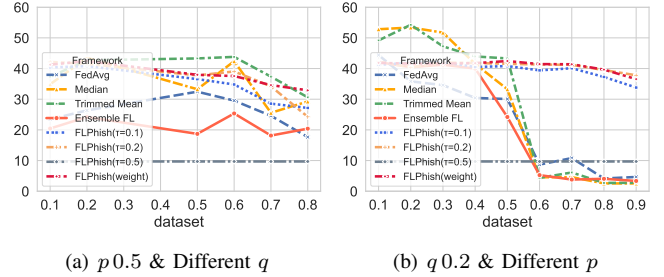 60
50
40
30
20
10
0
Framework
FedAvg
Median
Trimmed Mean
Ensemble FL
FLPhish(τ=0.1)
FLPhish(τ=0.2)
FLPhish(τ=0.5)
FLPhish(weight)
0.1 0.2 0.3 0.4 0.5 0.6 0.7 0.8
dataset
(a) p 0.5 & Different q
60
50
40
30
20
10
0
Framework
FedAvg
Median
Trimmed Mean
Ensemble FL
FLPhish(τ=0.1)
FLPhish(τ=0.2)
FLPhish(τ=0.5)
FLPhish(weight)
0.1 0.2 0.3 0.4 0.5 0.6 0.7 0.8 0.9
dataset
(b) q 0.2 & Different p